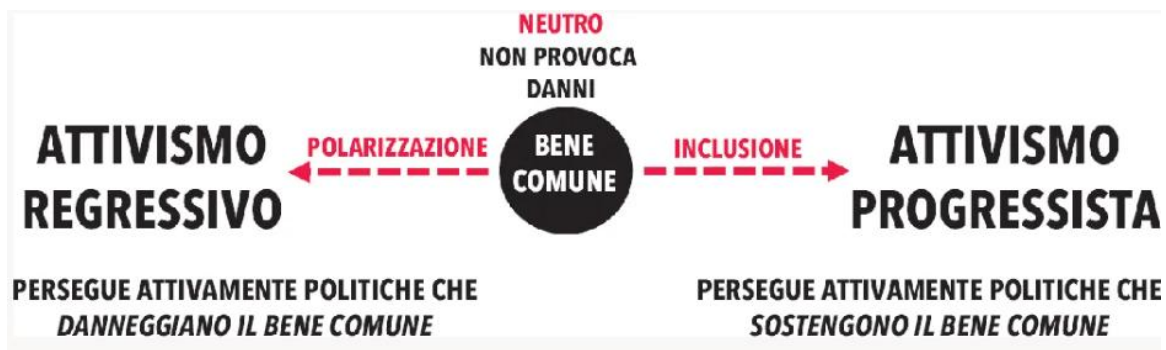 NEUTRO
NON PROVOCA
DANNI
ATTIVISMO
REGRESSIVO
POLARIZZAZIONE
BENE
COMUNE
INCLUSIONE
ATTIVISMO
PROGRESSISTA
PERSEGUE ATTIVAMENTE POLITICHE CHE
DANNEGGIANO IL BENE COMUNE
PERSEGUE ATTIVAMENTE POLITICHE CHE
SOSTENGONO IL BENE COMUNE